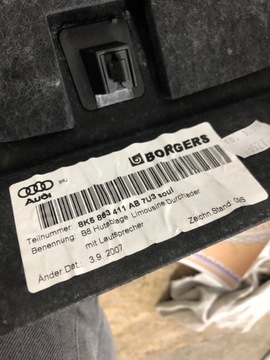 Audi
BORGERS
Teilnummer: 8K5 863 411 AB 7U3 soul
Benennung: B8 Hutablage Limousine Durchlader
mit Lautsprecher
Zeichn.Stand:
Änder.Dat.: 3.9.2007